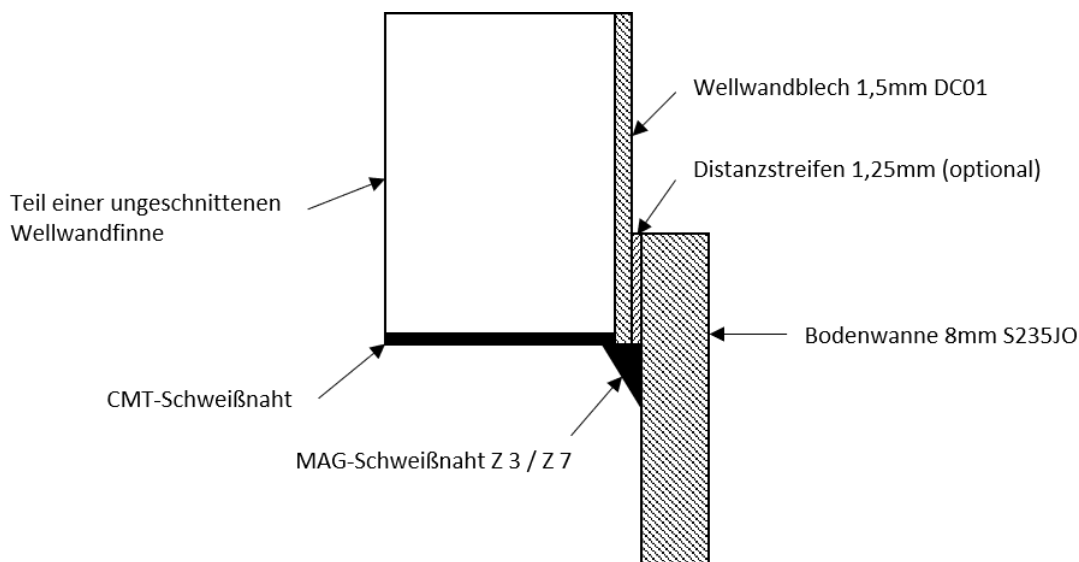 Wellwandblech 1,5mm DC01
Distanzstreifen 1,25mm (optional)
Teil einer ungeschnittenen
Wellwandfinne
Bodenwanne 8mm S235JO
CMT-Schweißnaht
MAG-Schweißnaht Z 3 / Z 7